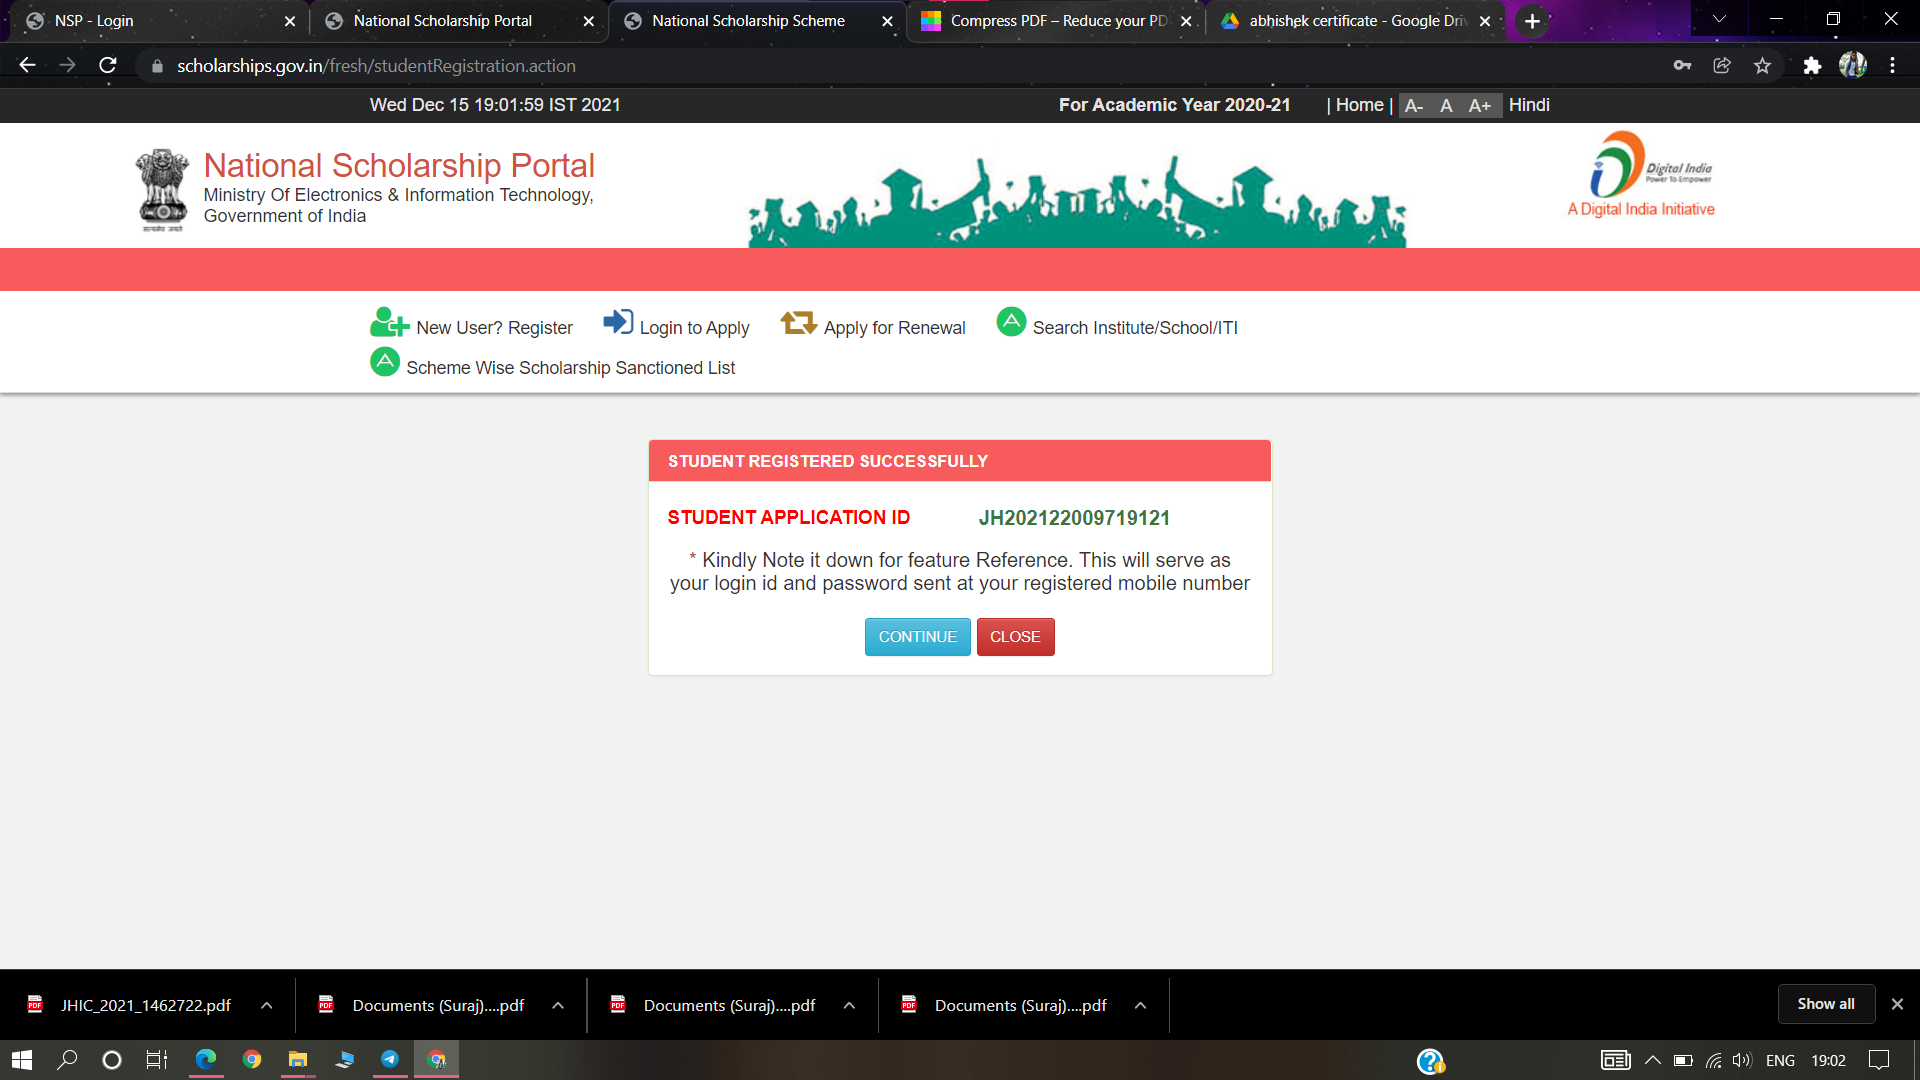 NSP - Login
National Scholarship Portal
National Scholarship Scheme
Compress PDF – Reduce your PD
abhishek certificate - Google Driv
scholarships.gov.in/fresh/studentRegistration.action
Wed Dec 15 19:01:59 IST 2021
For Academic Year 2020-21
| Home | A- A A+ Hindi
National Scholarship Portal
Ministry Of Electronics & Information Technology,
Government of India
सत्यमेव जयते
Digital India
Power To Empower
A Digital India Initiative
New User? Register
Login to Apply
Apply for Renewal
Search Institute/School/ITI
Scheme Wise Scholarship Sanctioned List
STUDENT REGISTERED SUCCESSFULLY
STUDENT APPLICATION ID JH202122009719121
* Kindly Note it down for feature Reference. This will serve as
your login id and password sent at your registered mobile number
CONTINUE CLOSE
JHIC_2021_1462722.pdf
Documents (Suraj)....pdf
Documents (Suraj)....pdf
Documents (Suraj)....pdf
Show all
ENG 19:02